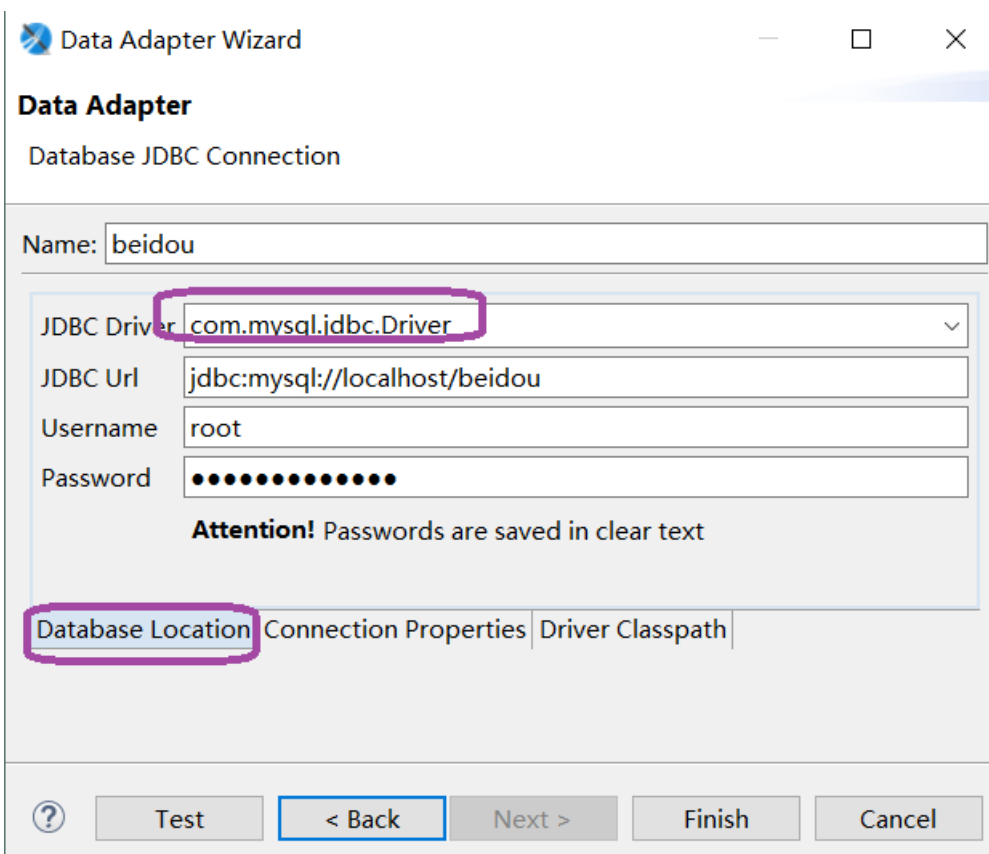 Data Adapter Wizard
Data Adapter
Database JDBC Connection
Name: beidou
JDBC Driver com.mysql.jdbc.Driver
JDBC Url jdbc:mysql://localhost/beidou
Username root
Password ●●●●●●●●●●●●●
Attention! Passwords are saved in clear text
Database Location Connection Properties Driver Classpath
? Test < Back Next > Finish Cancel